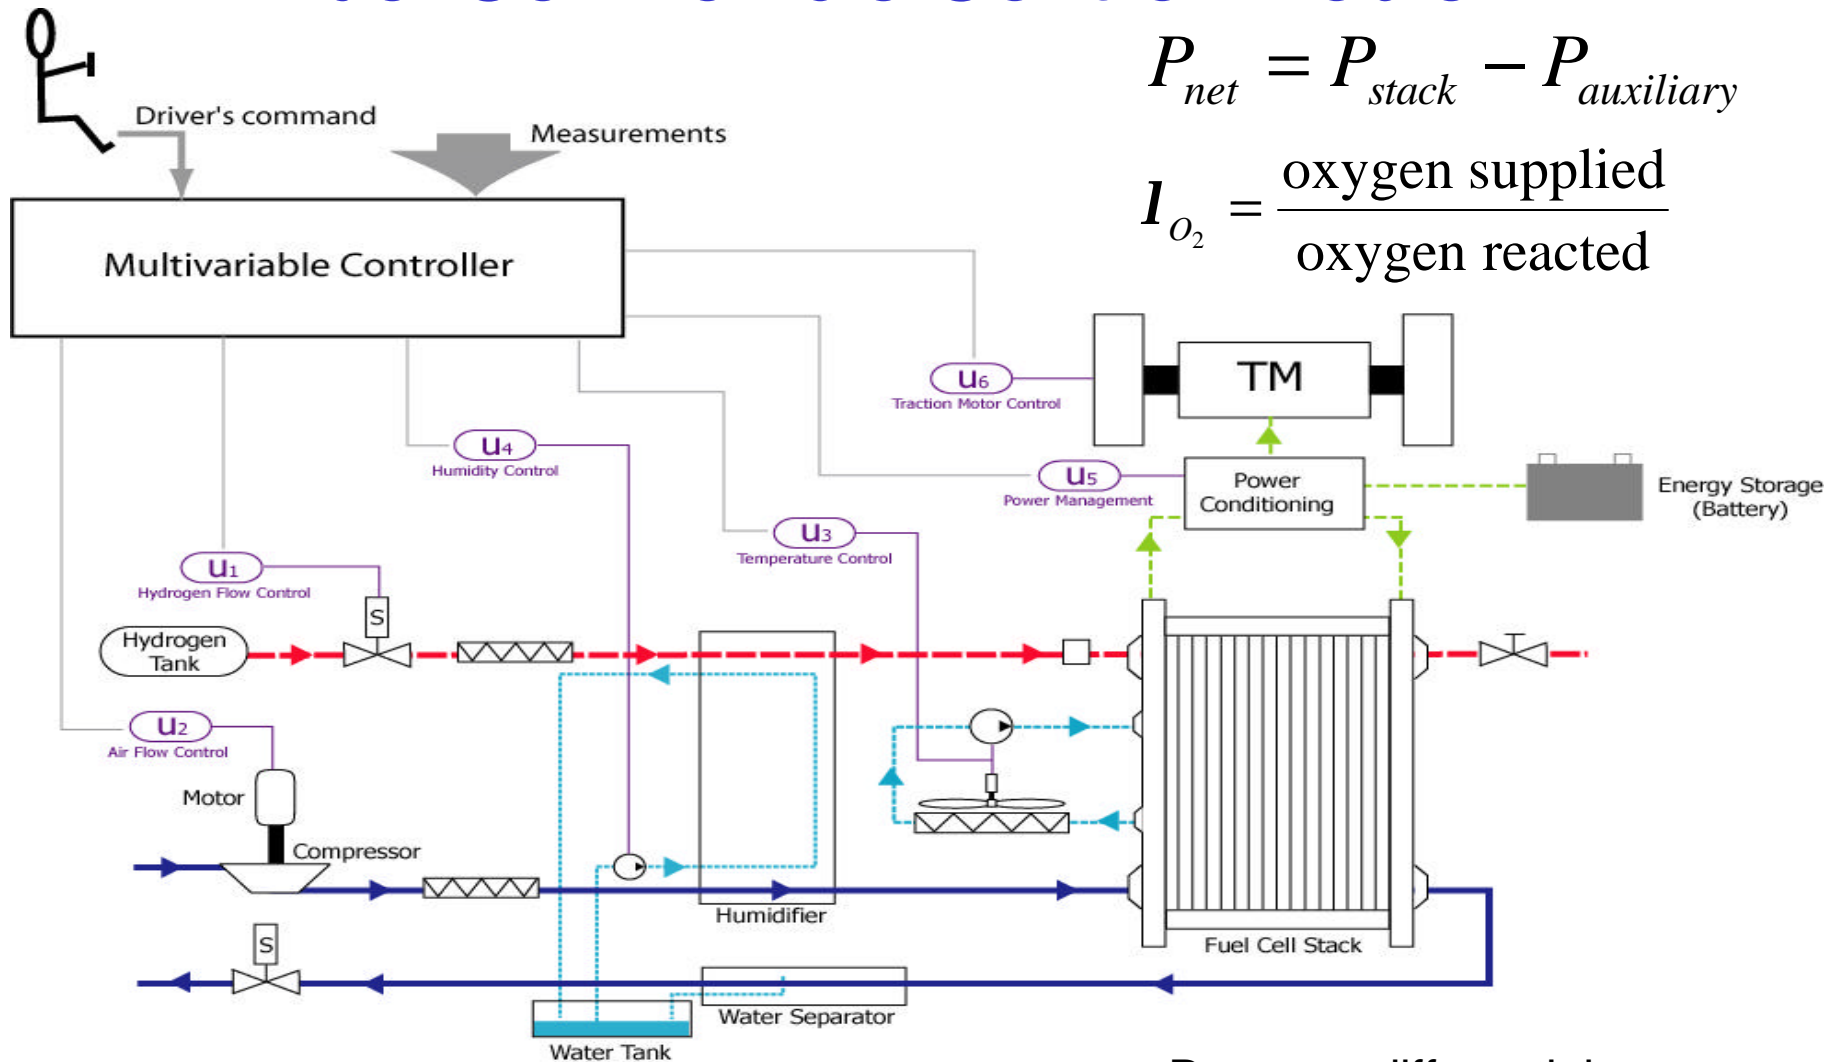 P_net = P_stack − P_auxiliary
Driver's command
Measurements
l_O2 = oxygen supplied
oxygen reacted
Multivariable Controller
TM
u6
Traction Motor Control
u4
Humidity Control
u5
Power Management
Power
Conditioning
Energy Storage
(Battery)
u3
Temperature Control
u1
Hydrogen Flow Control
S
Hydrogen
Tank
u2
Air Flow Control
Motor
Compressor
Humidifier
S
Fuel Cell Stack
Water Separator
Water Tank